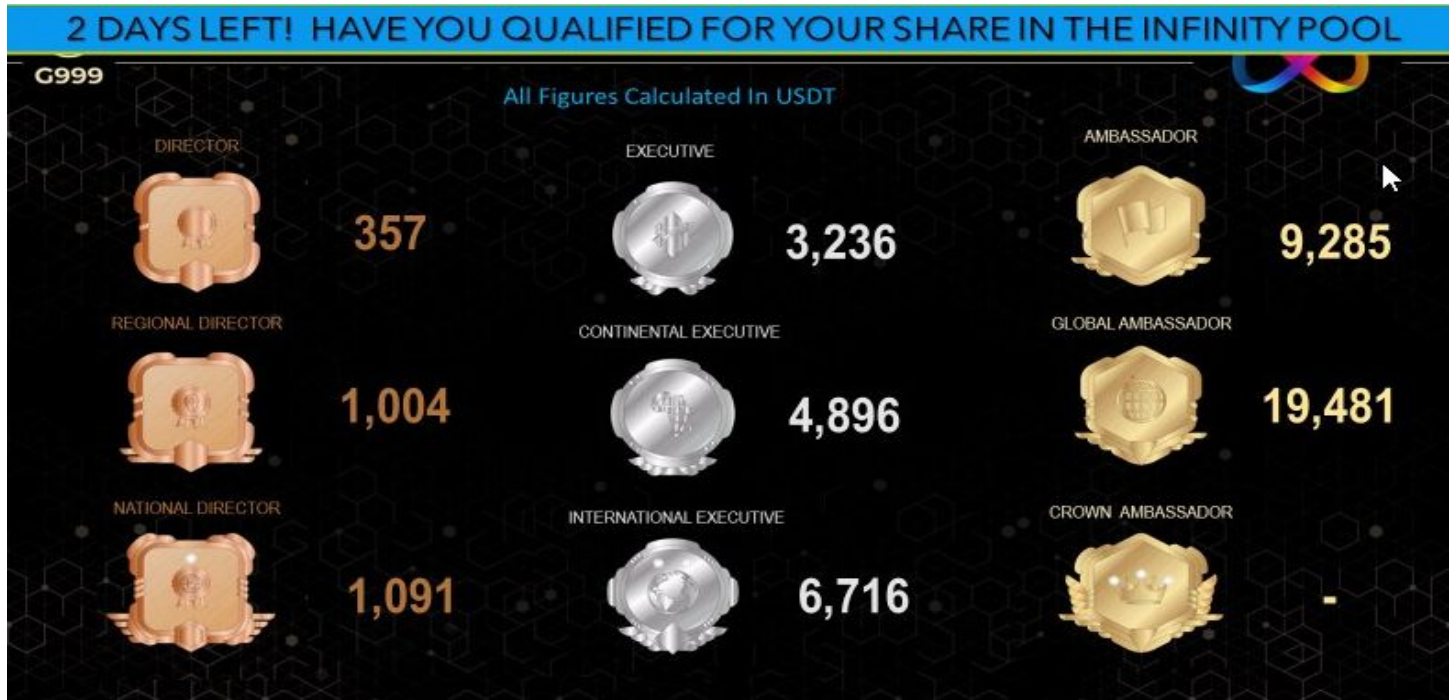 2 DAYS LEFT! HAVE YOU QUALIFIED FOR YOUR SHARE IN THE INFINITY POOL
G999
All Figures Calculated In USDT
DIRECTOR
357
EXECUTIVE
3,236
AMBASSADOR
9,285
REGIONAL DIRECTOR
1,004
CONTINENTAL EXECUTIVE
4,896
GLOBAL AMBASSADOR
19,481
NATIONAL DIRECTOR
1,091
INTERNATIONAL EXECUTIVE
6,716
CROWN AMBASSADOR
-